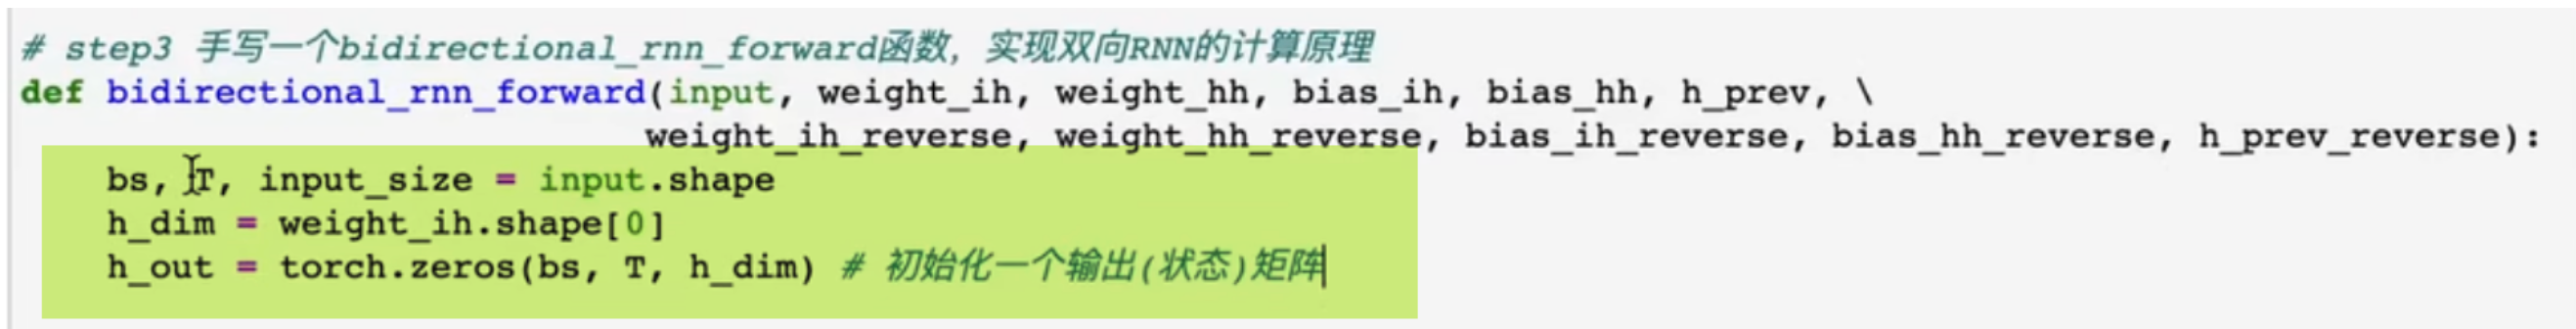 # step3 手写一个bidirectional_rnn_forward函数，实现双向RNN的计算原理
def bidirectional_rnn_forward(input, weight_ih, weight_hh, bias_ih, bias_hh, h_prev, \
weight_ih_reverse, weight_hh_reverse, bias_ih_reverse, bias_hh_reverse, h_prev_reverse):
bs, T, input_size = input.shape
h_dim = weight_ih.shape[0]
h_out = torch.zeros(bs, T, h_dim) # 初始化一个输出(状态)矩阵